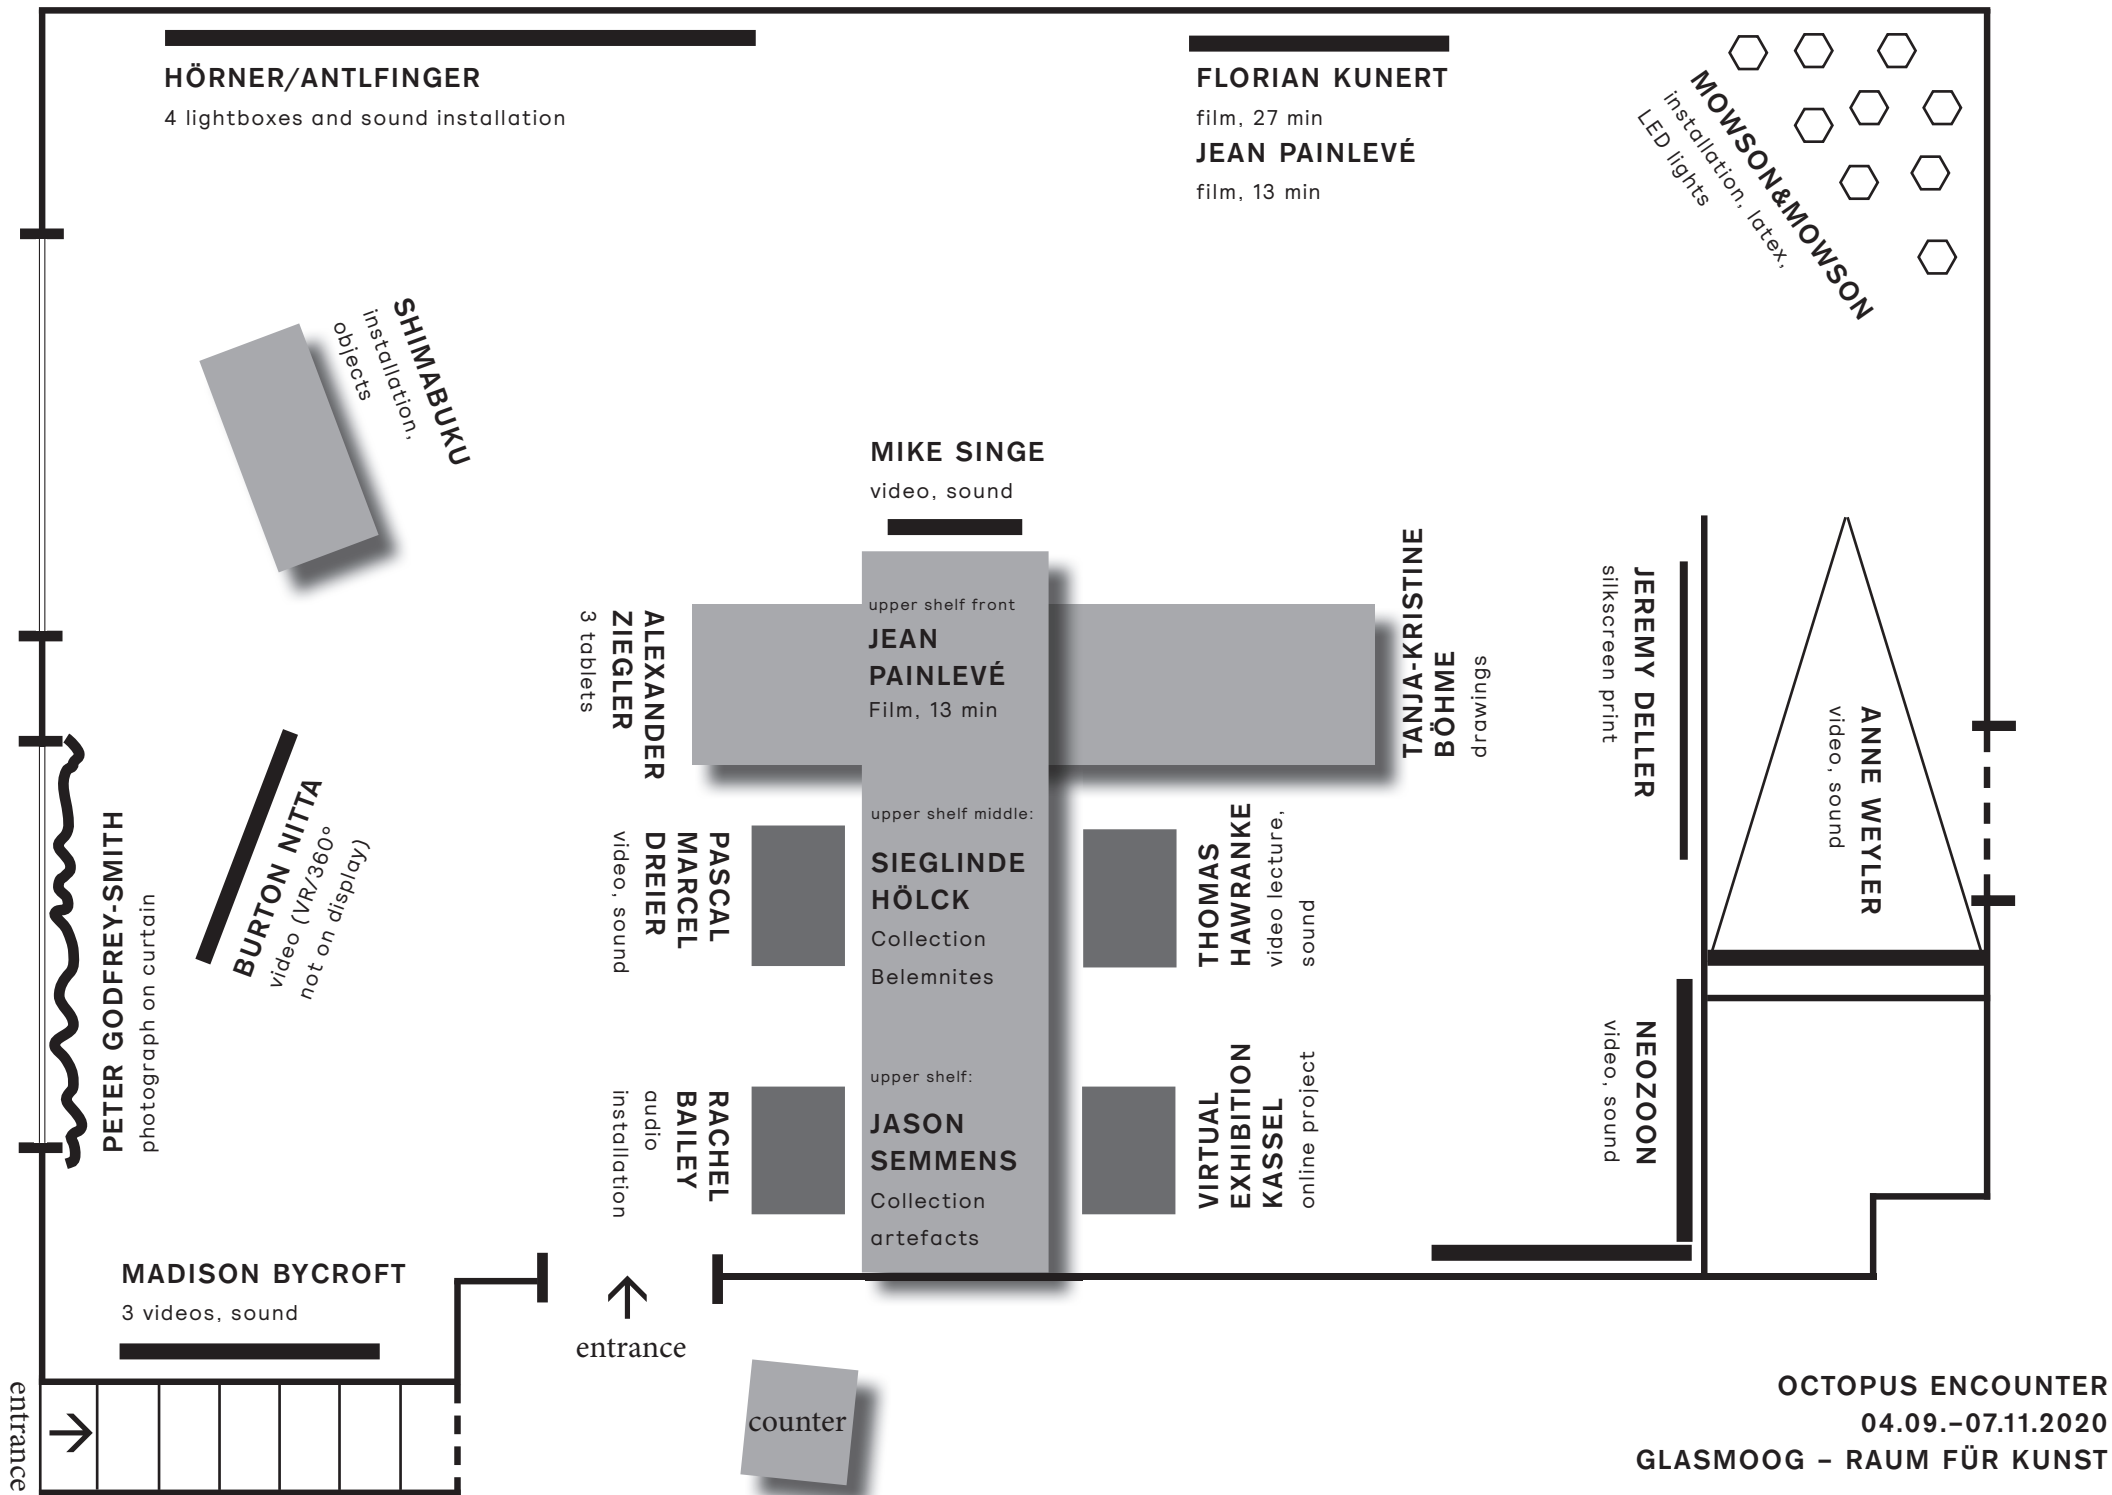 HÖRNER/ANTLFINGER
4 lightboxes and sound installation
FLORIAN KUNERT
film, 27 min
JEAN PAINLEVÉ
film, 13 min
MOWSON&MOWSON
installation, latex,
LED lights
SHIMABUKU
installation,
objects
MIKE SINGE
video, sound
ALEXANDER
ZIEGLER
3 tablets
upper shelf front
JEAN
PAINLEVÉ
Film, 13 min
TANJA-KRISTINE
BÖHME
drawings
JEREMY DELLER
silkscreen print
ANNE WEYLER
video, sound
PETER GODFREY-SMITH
photograph on curtain
BURTON NITTA
video (VR/360°
not on display)
PASCAL
MARCEL
DREIER
video, sound
upper shelf middle:
SIEGLINDE
HÖLCK
Collection
Belemnites
THOMAS
HAWRANKE
video lecture,
sound
RACHEL
BAILEY
audio
installation
upper shelf:
JASON
SEMMENS
Collection
artefacts
VIRTUAL
EXHIBITION
KASSEL
online project
NEOZOON
video, sound
MADISON BYCROFT
3 videos, sound
entrance
entrance
counter
OCTOPUS ENCOUNTER
04.09.–07.11.2020
GLASMOOG – RAUM FÜR KUNST